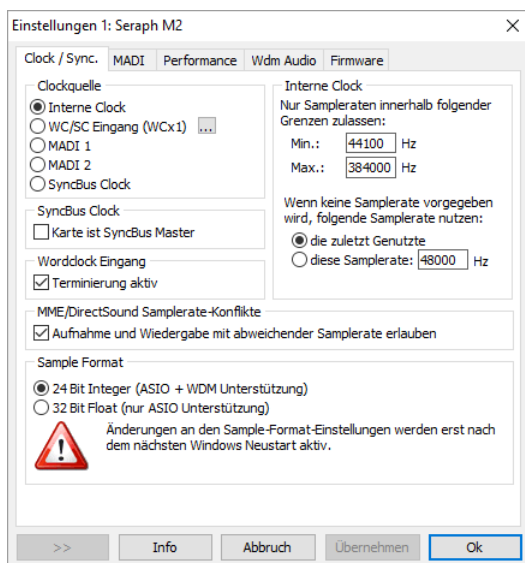 Einstellungen 1: Seraph M2
Clock / Sync.
MADI
Performance
Wdm Audio
Firmware
Clockquelle
Interne Clock
WC/SC Eingang (WCx1) ...
MADI 1
MADI 2
SyncBus Clock
SyncBus Clock
Karte ist SyncBus Master
Wordclock Eingang
Terminierung aktiv
Interne Clock
Nur Sampleraten innerhalb folgender
Grenzen zulassen:
Min.: 44100 Hz
Max.: 384000 Hz
Wenn keine Samplerate vorgegeben
wird, folgende Samplerate nutzen:
die zuletzt Genutzte
diese Samplerate: 48000 Hz
MME/DirectSound Samplerate-Konflikte
Aufnahme und Wiedergabe mit abweichender Samplerate erlauben
Sample Format
24 Bit Integer (ASIO + WDM Unterstützung)
32 Bit Float (nur ASIO Unterstützung)
Änderungen an den Sample-Format-Einstellungen werden erst nach
dem nächsten Windows Neustart aktiv.
>>
Info
Abbruch
Übernehmen
Ok